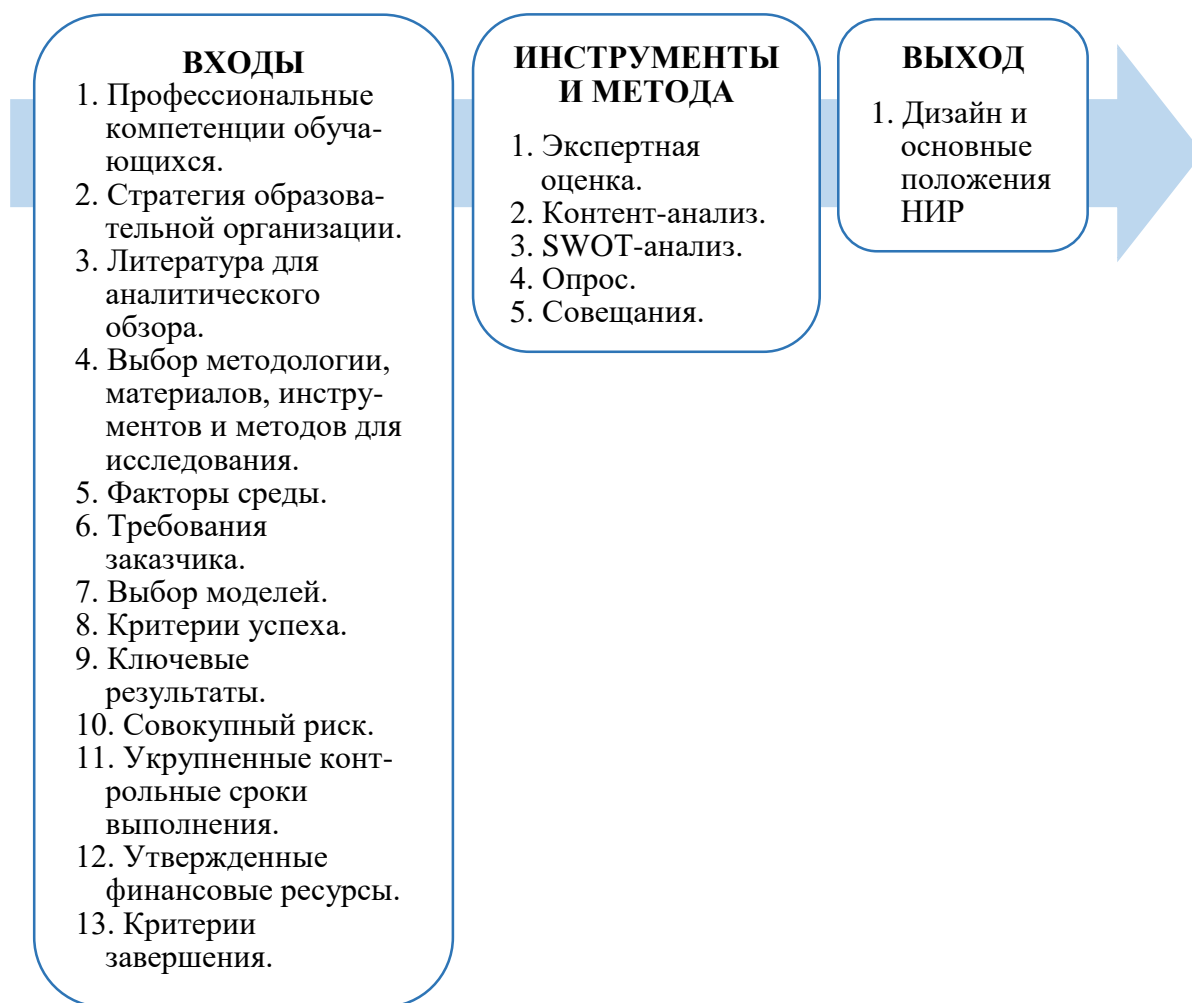 ВХОДЫ
1. Профессиональные
компетенции обуча-
ющихся.
2. Стратегия образова-
тельной организации.
3. Литература для
аналитического
обзора.
4. Выбор методологии,
материалов, инстру-
ментов и методов для
исследования.
5. Факторы среды.
6. Требования
заказчика.
7. Выбор моделей.
8. Критерии успеха.
9. Ключевые
результаты.
10. Совокупный риск.
11. Укрупненные конт-
рольные сроки
выполнения.
12. Утвержденные
финансовые ресурсы.
13. Критерии
завершения.
ИНСТРУМЕНТЫ
И МЕТОДА
1. Экспертная
оценка.
2. Контент-анализ.
3. SWOT-анализ.
4. Опрос.
5. Совещания.
ВЫХОД
1. Дизайн и
основные
положения
НИР